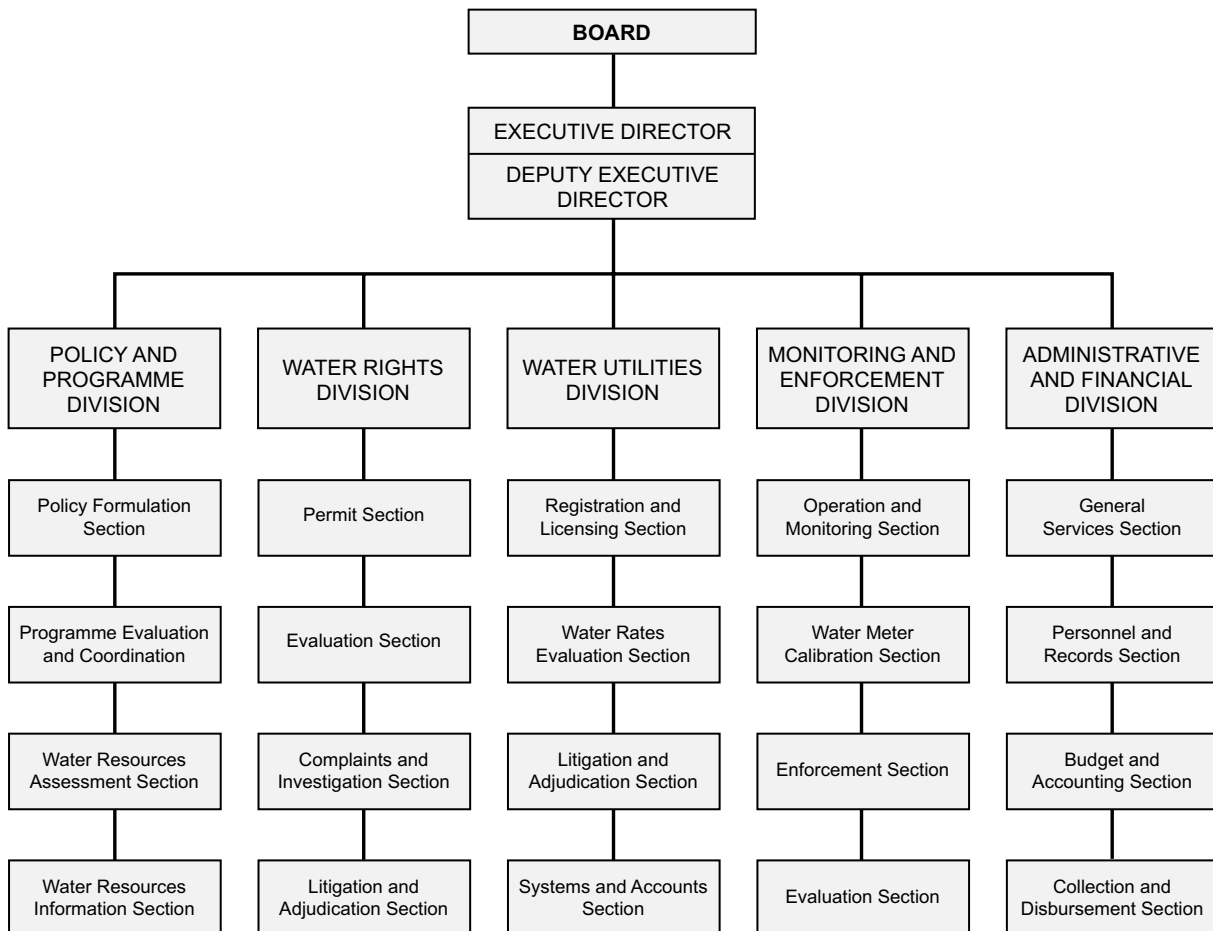 BOARD
EXECUTIVE DIRECTOR
DEPUTY EXECUTIVE
DIRECTOR
POLICY AND
PROGRAMME
DIVISION
WATER RIGHTS
DIVISION
WATER UTILITIES
DIVISION
MONITORING AND
ENFORCEMENT
DIVISION
ADMINISTRATIVE
AND FINANCIAL
DIVISION
Policy Formulation
Section
Permit Section
Registration and
Licensing Section
Operation and
Monitoring Section
General
Services Section
Programme Evaluation
and Coordination
Evaluation Section
Water Rates
Evaluation Section
Water Meter
Calibration Section
Personnel and
Records Section
Water Resources
Assessment Section
Complaints and
Investigation Section
Litigation and
Adjudication Section
Enforcement Section
Budget and
Accounting Section
Water Resources
Information Section
Litigation and
Adjudication Section
Systems and Accounts
Section
Evaluation Section
Collection and
Disbursement Section